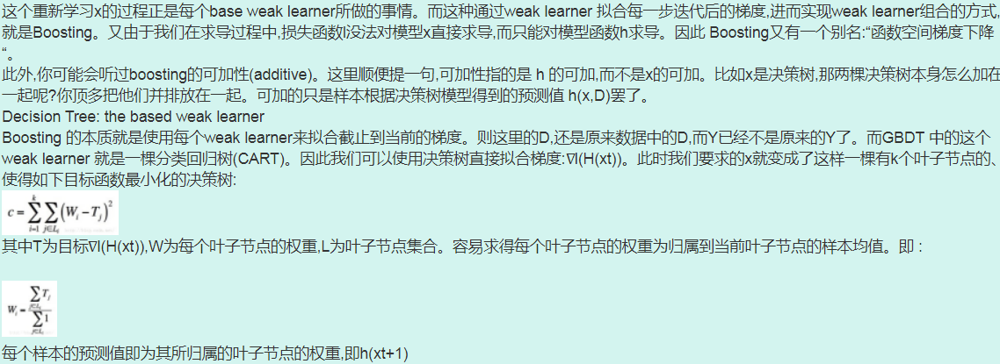 这个重新学习x的过程正是每个base weak learner所做的事情。而这种通过weak learner 拟合每一步迭代后的梯度,进而实现weak learner组合的方式,
就是Boosting。又由于我们在求导过程中,损失函数l没法对模型x直接求导,而只能对模型函数h求导。因此 Boosting又有一个别名:“函数空间梯度下降
“。
此外,你可能会听过boosting的可加性(additive)。这里顺便提一句,可加性指的是 h 的可加,而不是x的可加。比如x是决策树,那两棵决策树本身怎么加在
一起呢?你顶多把他们并排放在一起。可加的只是样本根据决策树模型得到的预测值 h(x,D)罢了。
Decision Tree: the based weak learner
Boosting 的本质就是使用每个weak learner来拟合截止到当前的梯度。则这里的D,还是原来数据中的D,而Y已经不是原来的Y了。而GBDT 中的这个
weak learner 就是一棵分类回归树(CART)。因此我们可以使用决策树直接拟合梯度:∇l(H(xt))。此时我们要求的x就变成了这样一棵有k个叶子节点的、
使得如下目标函数最小化的决策树:
c = ∑_{i=1}^{k} ∑_{j∈L_i} (W_i − T_j)^2
其中T为目标∇l(H(xt)),W为每个叶子节点的权重,L为叶子节点集合。容易求得每个叶子节点的权重为归属到当前叶子节点的样本均值。即 :
W_i = ∑_{j∈L_i} T_j / ∑_{j∈L_i} 1
每个样本的预测值即为其所归属的叶子节点的权重,即h(xt+1)